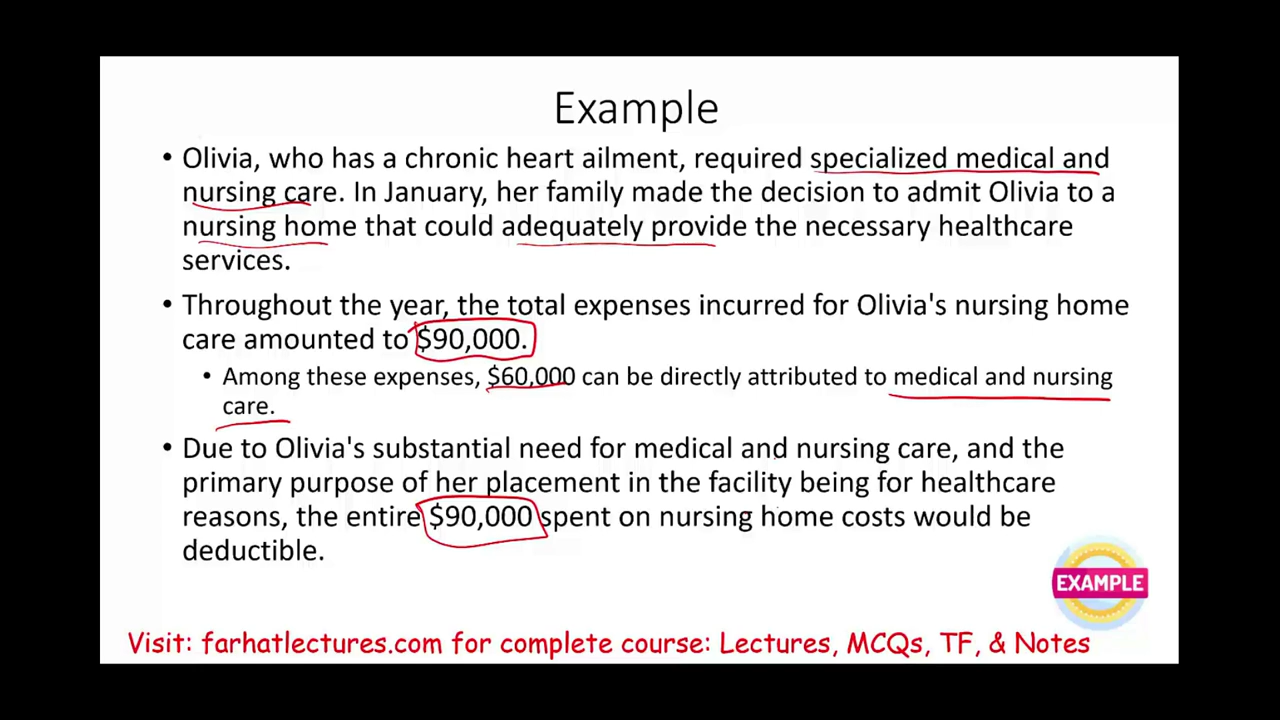 Example
• Olivia, who has a chronic heart ailment, required specialized medical and
nursing care. In January, her family made the decision to admit Olivia to a
nursing home that could adequately provide the necessary healthcare
services.
• Throughout the year, the total expenses incurred for Olivia's nursing home
care amounted to $90,000.
• Among these expenses, $60,000 can be directly attributed to medical and nursing
care.
• Due to Olivia's substantial need for medical and nursing care, and the
primary purpose of her placement in the facility being for healthcare
reasons, the entire $90,000 spent on nursing home costs would be
deductible.
EXAMPLE
Visit: farhatlectures.com for complete course: Lectures, MCQs, TF, & Notes